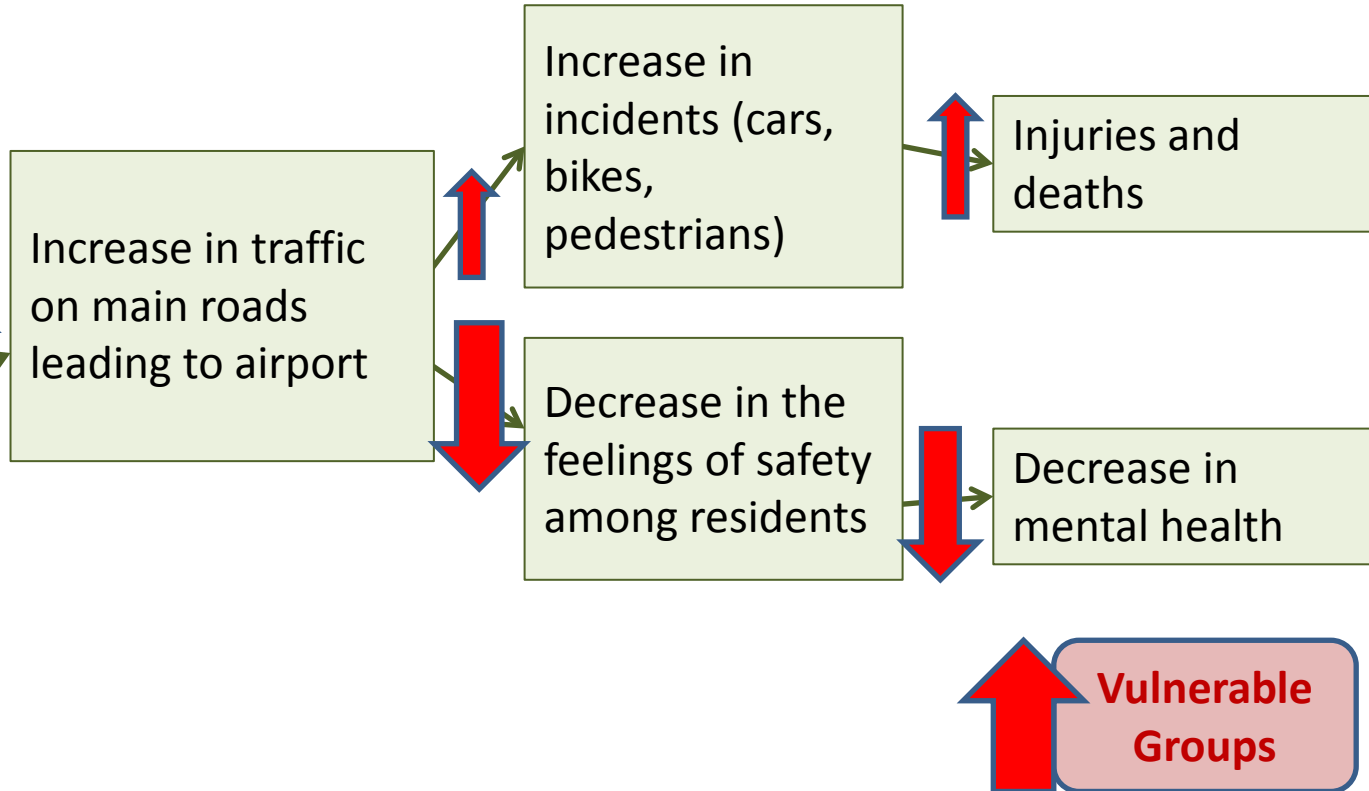 Increase in traffic
on main roads
leading to airport
Increase in
incidents (cars,
bikes,
pedestrians)
Injuries and
deaths
Decrease in the
feelings of safety
among residents
Decrease in
mental health
Vulnerable
Groups